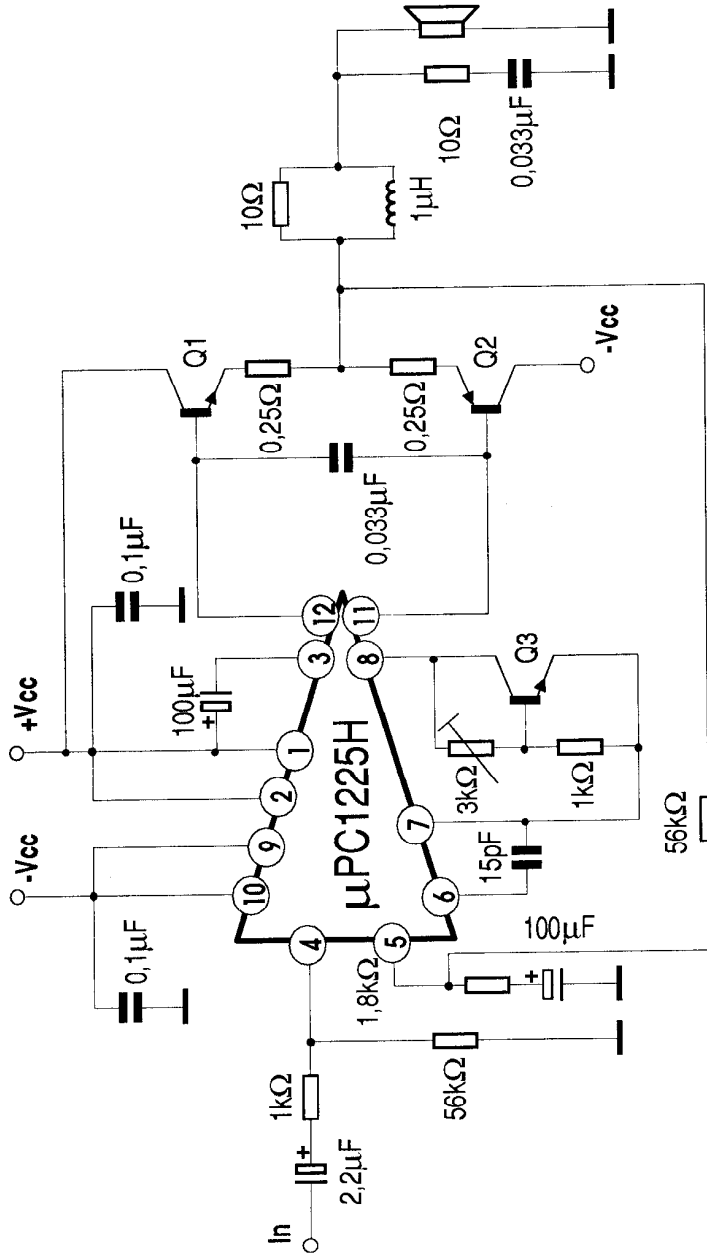 In
2,2µF
+
1kΩ
56kΩ
0,1µF
-Vcc
+Vcc
0,1µF
100µF
+
10
9
2
1
3
12
4
5
6
7
8
11
µPC1225H
1,8kΩ
100µF
+
15pF
3kΩ
1kΩ
Q3
56kΩ
0,033µF
Q1
0,25Ω
0,25Ω
Q2
-Vcc
10Ω
1µH
10Ω
0,033µF